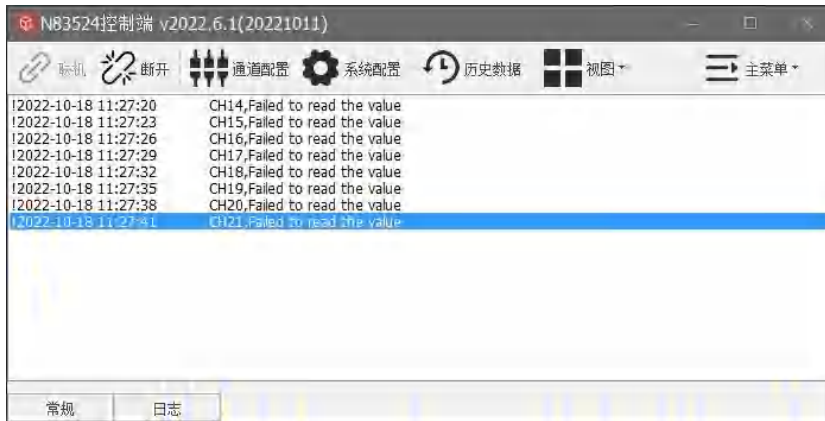 N83524控制端 v2022.6.1(20221011)
联机 断开 通道配置 系统配置 历史数据 视图 主菜单
!2022-10-18 11:27:20 CH14,Failed to read the value
!2022-10-18 11:27:23 CH15,Failed to read the value
!2022-10-18 11:27:26 CH16,Failed to read the value
!2022-10-18 11:27:29 CH17,Failed to read the value
!2022-10-18 11:27:32 CH18,Failed to read the value
!2022-10-18 11:27:35 CH19,Failed to read the value
!2022-10-18 11:27:38 CH20,Failed to read the value
!2022-10-18 11:27:41 CH21,Failed to read the value
常规 日志